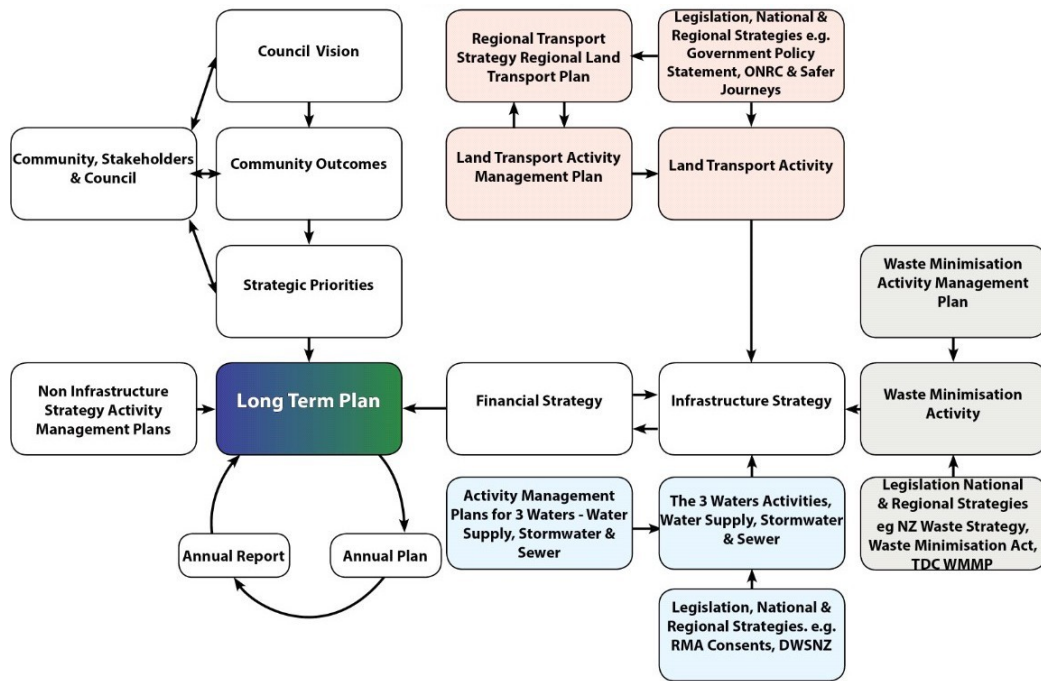 Council Vision
Community Outcomes
Community, Stakeholders
& Council
Strategic Priorities
Regional Transport
Strategy Regional Land
Transport Plan
Legislation, National &
Regional Strategies e.g.
Government Policy
Statement, ONRC & Safer
Journeys
Land Transport Activity
Management Plan
Land Transport Activity
Waste Minimisation
Activity Management
Plan
Non Infrastructure
Strategy Activity
Management Plans
Long Term Plan
Financial Strategy
Infrastructure Strategy
Waste Minimisation
Activity
Activity Management
Plans for 3 Waters - Water
Supply, Stormwater &
Sewer
The 3 Waters Activities,
Water Supply, Stormwater
& Sewer
Legislation National
& Regional Strategies
eg NZ Waste Strategy,
Waste Minimisation Act,
TDC WMMP
Annual Report
Annual Plan
Legislation, National &
Regional Strategies. e.g.
RMA Consents, DWSNZ